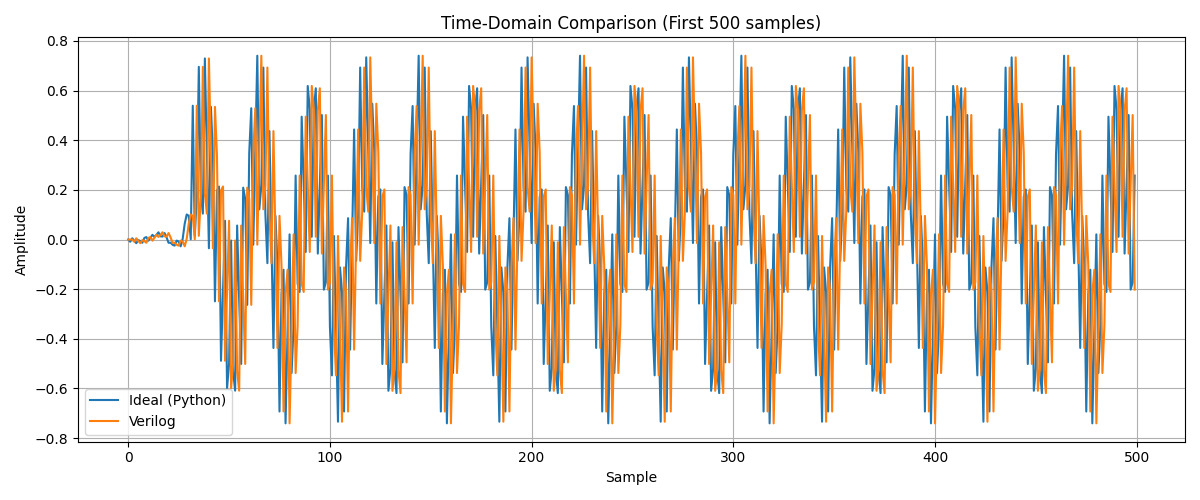 Time-Domain Comparison (First 500 samples)
0.8
0.6
0.4
0.2
0.0
−0.2
−0.4
−0.6
−0.8
Amplitude
Ideal (Python)
Verilog
0 100 200 300 400 500
Sample